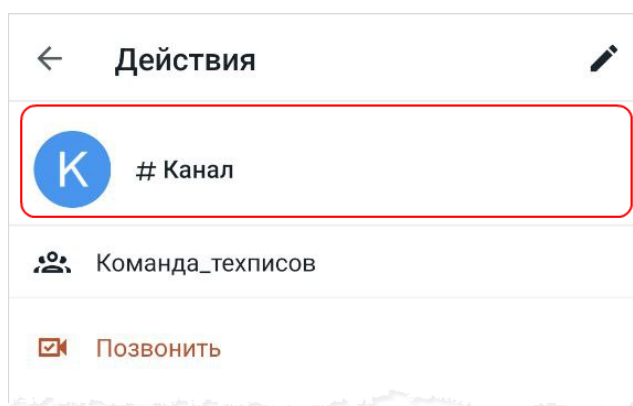 Действия
К
# Канал
Команда_техписов
Позвонить